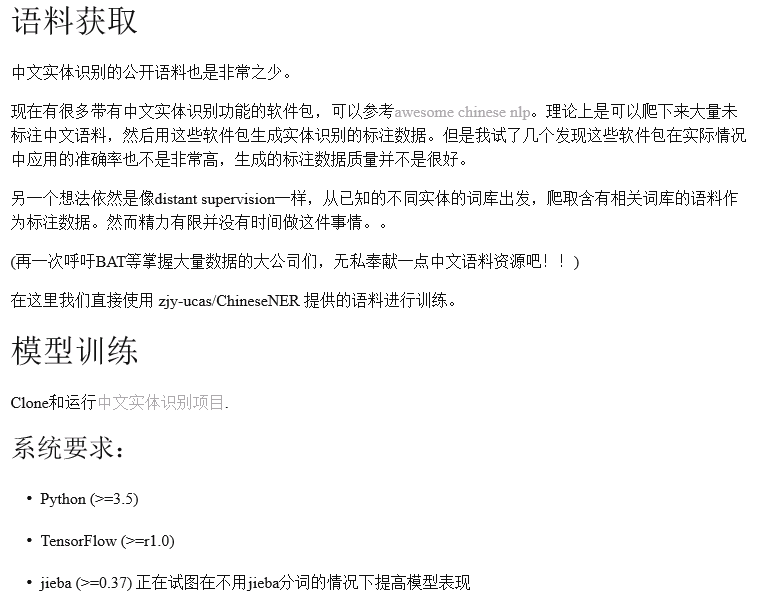 语料获取
中文实体识别的公开语料也是非常之少。
现在有很多带有中文实体识别功能的软件包，可以参考awesome chinese nlp。理论上是可以爬下来大量未
标注中文语料，然后用这些软件包生成实体识别的标注数据。但是我试了几个发现这些软件包在实际情况
中应用的准确率也不是非常高，生成的标注数据质量并不是很好。
另一个想法依然是像distant supervision一样，从已知的不同实体的词库出发，爬取含有相关词库的语料作
为标注数据。然而精力有限并没有时间做这件事情。。
(再一次呼吁BAT等掌握大量数据的大公司们，无私奉献一点中文语料资源吧！！)
在这里我们直接使用 zjy-ucas/ChineseNER 提供的语料进行训练。
模型训练
Clone和运行中文实体识别项目.
系统要求：
• Python (>=3.5)
• TensorFlow (>=r1.0)
• jieba (>=0.37) 正在试图在不用jieba分词的情况下提高模型表现